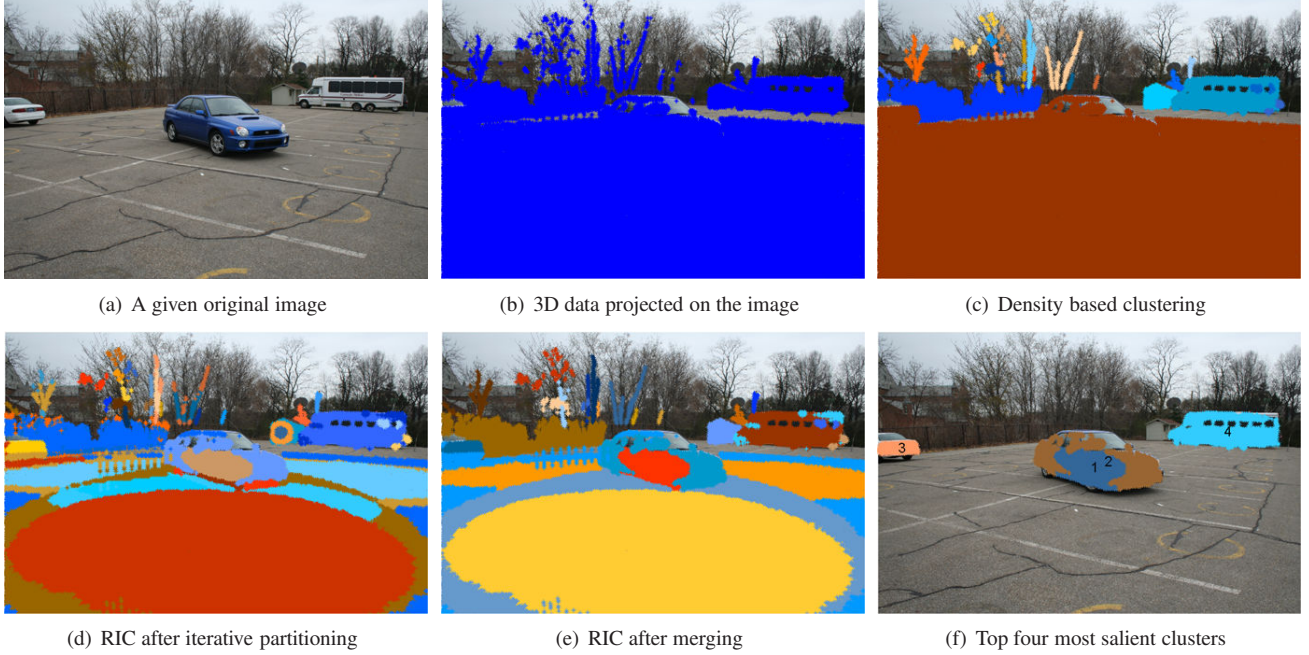 (a) A given original image
(b) 3D data projected on the image
(c) Density based clustering
3
1
2
4
(d) RIC after iterative partitioning
(e) RIC after merging
(f) Top four most salient clusters